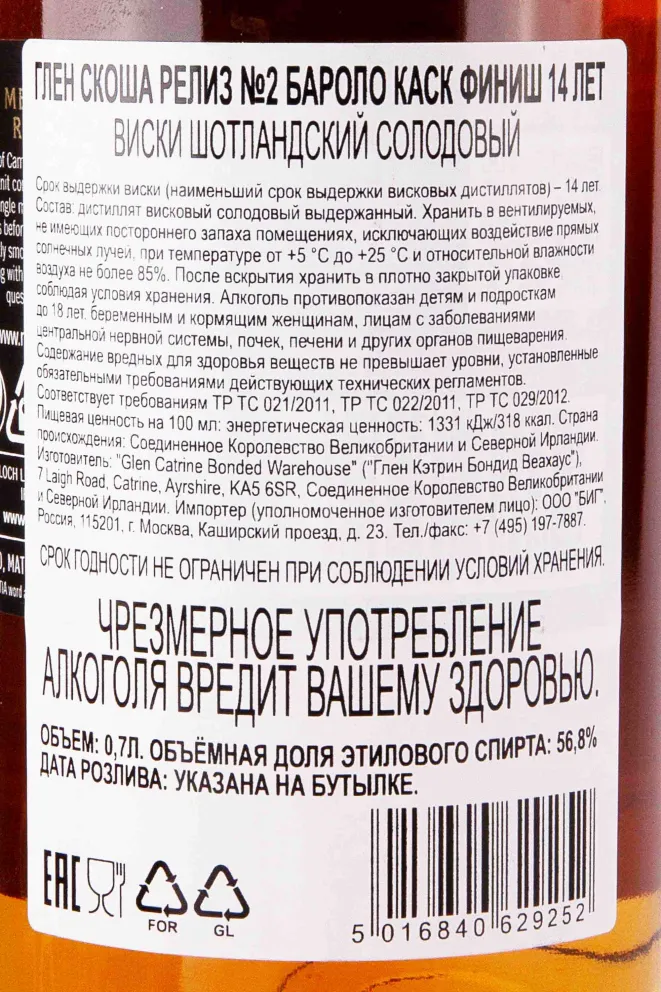 ГЛЕН СКОША РЕЛИЗ №2 БАРОЛО КАСК ФИНИШ 14 ЛЕТ
ВИСКИ ШОТЛАНДСКИЙ СОЛОДОВЫЙ
Срок выдержки виски (наименьший срок выдержки висковых дистиллятов) – 14 лет.
Состав: дистиллят висковый солодовый выдержанный. Хранить в вентилируемых,
не имеющих постороннего запаха помещениях, исключающих воздействие прямых
солнечных лучей, при температуре от +5 °С до +25 °С и относительной влажности
воздуха не более 85%. После вскрытия хранить в плотно закрытой упаковке,
соблюдая условия хранения. Алкоголь противопоказан детям и подросткам
до 18 лет, беременным и кормящим женщинам, лицам с заболеваниями
центральной нервной системы, почек, печени и других органов пищеварения.
Содержание вредных для здоровья веществ не превышает уровни, установленные
обязательными требованиями действующих технических регламентов.
Соответствует требованиям ТР ТС 021/2011, ТР ТС 022/2011, ТР ТС 029/2012.
Пищевая ценность на 100 мл: энергетическая ценность: 1331 кДж/318 ккал. Страна
происхождения: Соединенное Королевство Великобритании и Северной Ирландии.
Изготовитель: "Glen Catrine Bonded Warehouse" ("Глен Кэтрин Бондид Веахаус"),
7 Laigh Road, Catrine, Ayrshire, KA5 6SR, Соединенное Королевство Великобритании
и Северной Ирландии. Импортер (уполномоченное изготовителем лицо): ООО "БИГ",
Россия, 115201, г. Москва, Каширский проезд, д. 23. Тел./факс: +7 (495) 197-7887.
СРОК ГОДНОСТИ НЕ ОГРАНИЧЕН ПРИ СОБЛЮДЕНИИ УСЛОВИЙ ХРАНЕНИЯ.
ЧРЕЗМЕРНОЕ УПОТРЕБЛЕНИЕ
АЛКОГОЛЯ ВРЕДИТ ВАШЕМУ ЗДОРОВЬЮ.
ОБЪЕМ: 0,7Л. ОБЪЁМНАЯ ДОЛЯ ЭТИЛОВОГО СПИРТА: 56,8%
ДАТА РОЗЛИВА: УКАЗАНА НА БУТЫЛКЕ.
EAC
FOR
GL
5 016840 629252